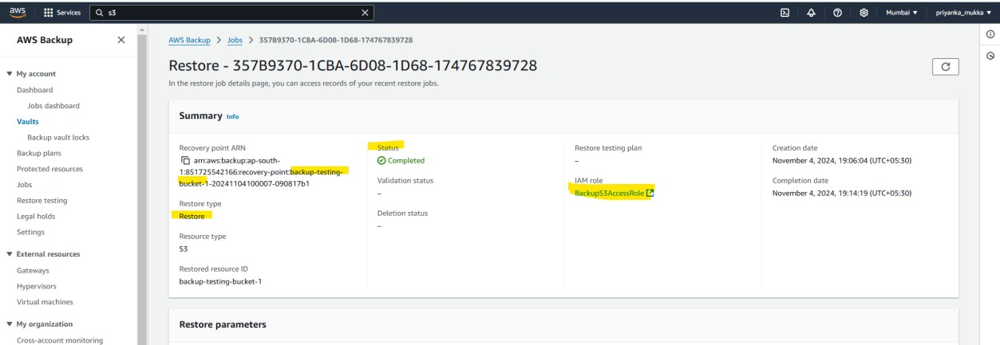 aws
Services
s3
Mumbai
priyanka_mukka
AWS Backup
My account
Dashboard
Jobs dashboard
Vaults
Backup vault locks
Backup plans
Protected resources
Jobs
Restore testing
Legal holds
Settings
External resources
Gateways
Hypervisors
Virtual machines
My organization
Cross-account monitoring
AWS Backup > Jobs > 357B9370-1CBA-6D08-1D68-174767839728
Restore - 357B9370-1CBA-6D08-1D68-174767839728
In the restore job details page, you can access records of your recent restore jobs.
Summary Info
Recovery point ARN
arn:aws:backup:ap-south-
1:851725542166:recovery-point:backup-testing-
bucket-1-20241104100007-090817b1
Restore type
Restore
Resource type
S3
Restored resource ID
backup-testing-bucket-1
Status
Completed
Validation status
–
Deletion status
–
Restore testing plan
–
IAM role
BackupS3AccessRole
Creation date
November 4, 2024, 19:06:04 (UTC+05:30)
Completion date
November 4, 2024, 19:14:19 (UTC+05:30)
Restore parameters